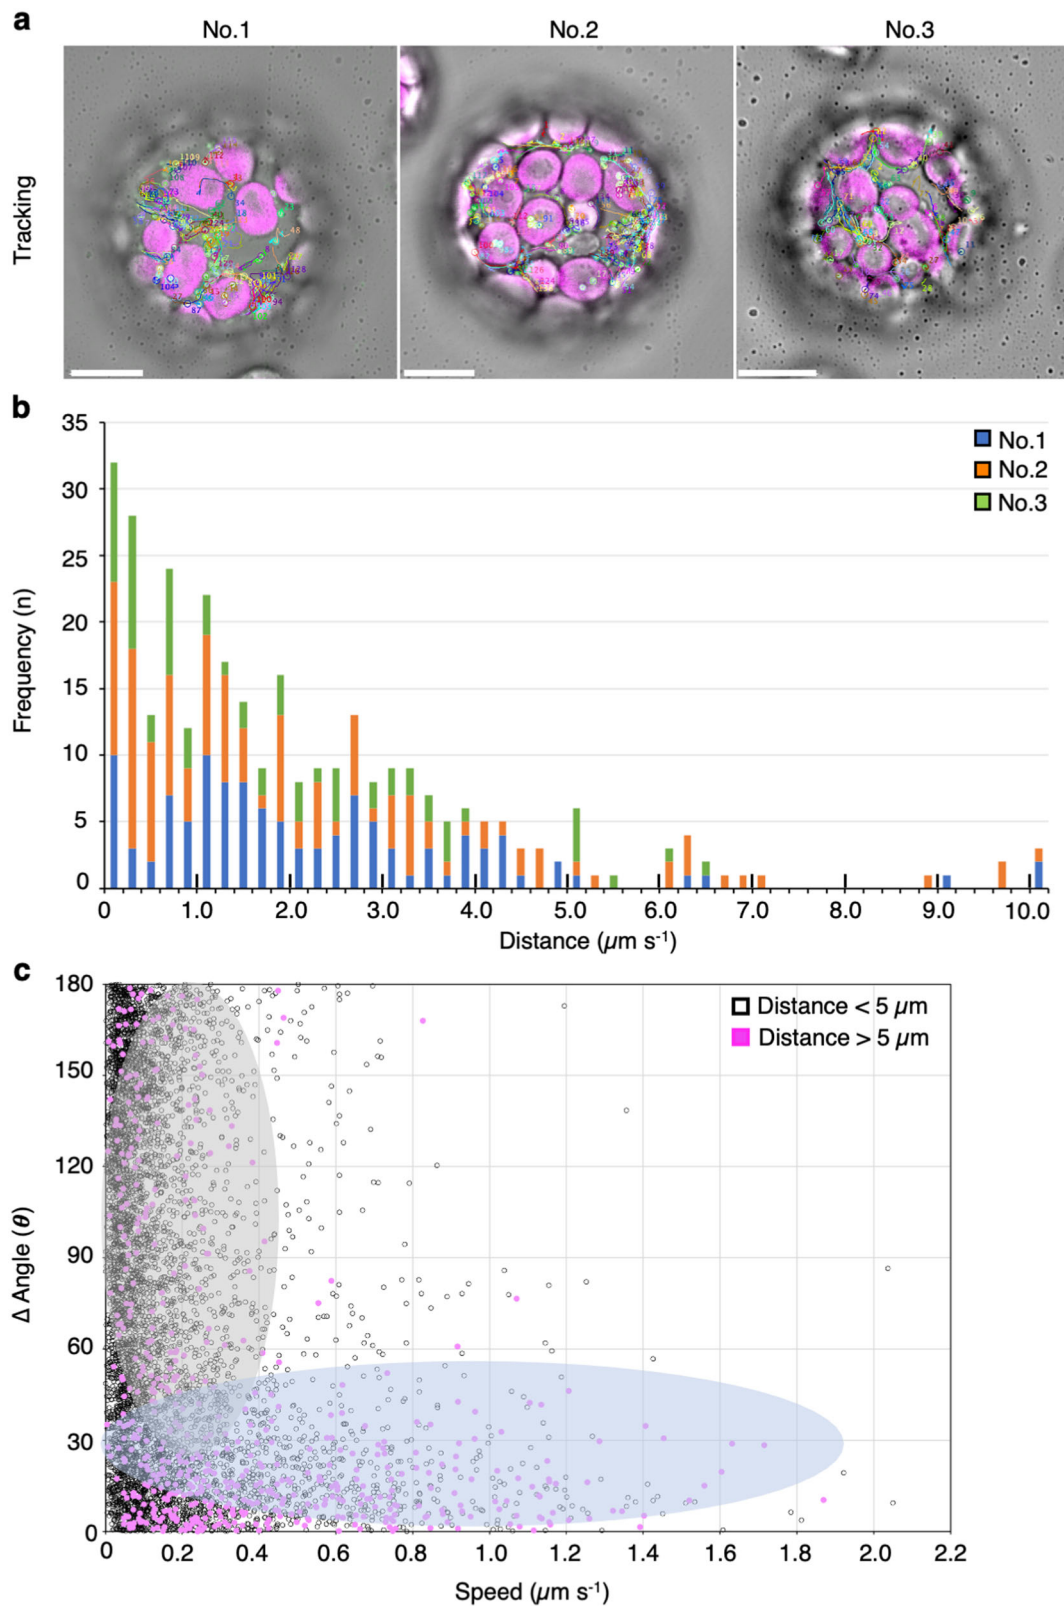 a
No.1 No.2 No.3
Tracking
b
35
30
25
20
15
10
5
0
Frequency (n)
No.1
No.2
No.3
0 1.0 2.0 3.0 4.0 5.0 6.0 7.0 8.0 9.0 10.0
Distance (µm s⁻¹)
c
180
150
120
90
60
30
0
Δ Angle (θ)
Distance < 5 µm
Distance > 5 µm
0 0.2 0.4 0.6 0.8 1.0 1.2 1.4 1.6 1.8 2.0 2.2
Speed (µm s⁻¹)